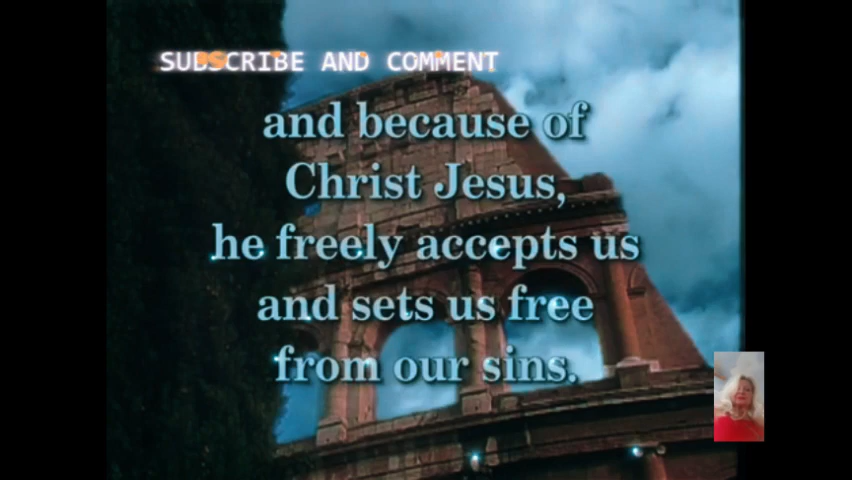 SUBSCRIBE AND COMMENT
and because of
Christ Jesus,
he freely accepts us
and sets us free
from our sins.